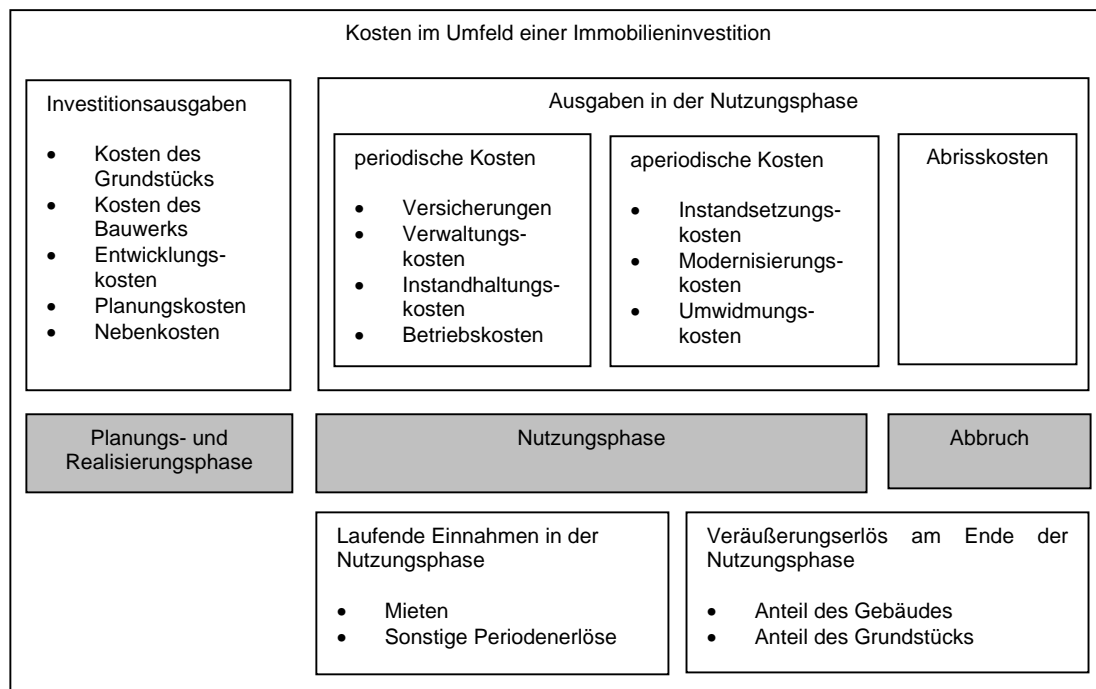 Kosten im Umfeld einer Immobilieninvestition
Investitionsausgaben
• Kosten des
Grundstücks
• Kosten des
Bauwerks
• Entwicklungs-
kosten
• Planungskosten
• Nebenkosten
Ausgaben in der Nutzungsphase
periodische Kosten
• Versicherungen
• Verwaltungs-
kosten
• Instandhaltungs-
kosten
• Betriebskosten
aperiodische Kosten
• Instandsetzungs-
kosten
• Modernisierungs-
kosten
• Umwidmungs-
kosten
Abrisskosten
Planungs- und
Realisierungsphase
Nutzungsphase
Abbruch
Laufende Einnahmen in der
Nutzungsphase
• Mieten
• Sonstige Periodenerlöse
Veräußerungserlös am Ende der
Nutzungsphase
• Anteil des Gebäudes
• Anteil des Grundstücks